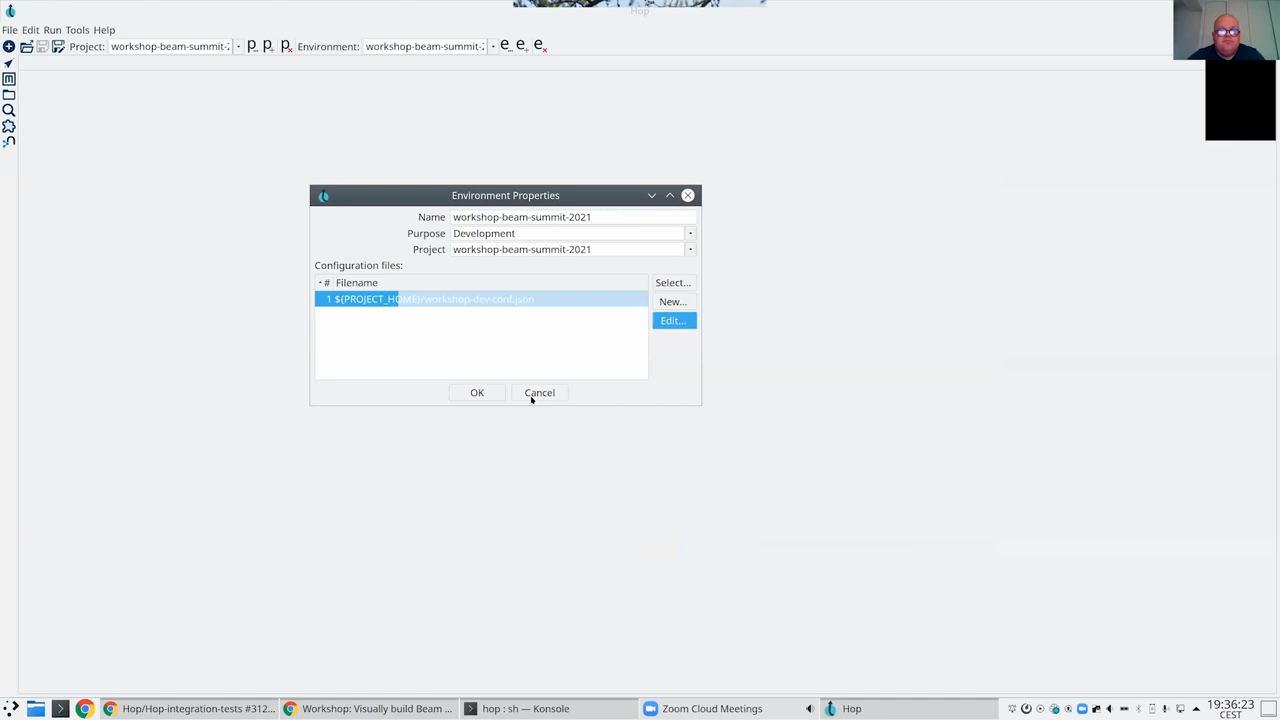 Hop
File Edit Run Tools Help
Project: workshop-beam-summit-2 Environment: workshop-beam-summit-2
Environment Properties
Name workshop-beam-summit-2021
Purpose Development
Project workshop-beam-summit-2021
Configuration files:
# Filename
Select...
1 ${PROJECT_HOME}/workshop-dev-conf.json
New...
Edit...
OK Cancel
Hop/Hop-integration-tests #312... Workshop: Visually build Beam ... hop : sh — Konsole Zoom Cloud Meetings Hop 19:36:23
CEST